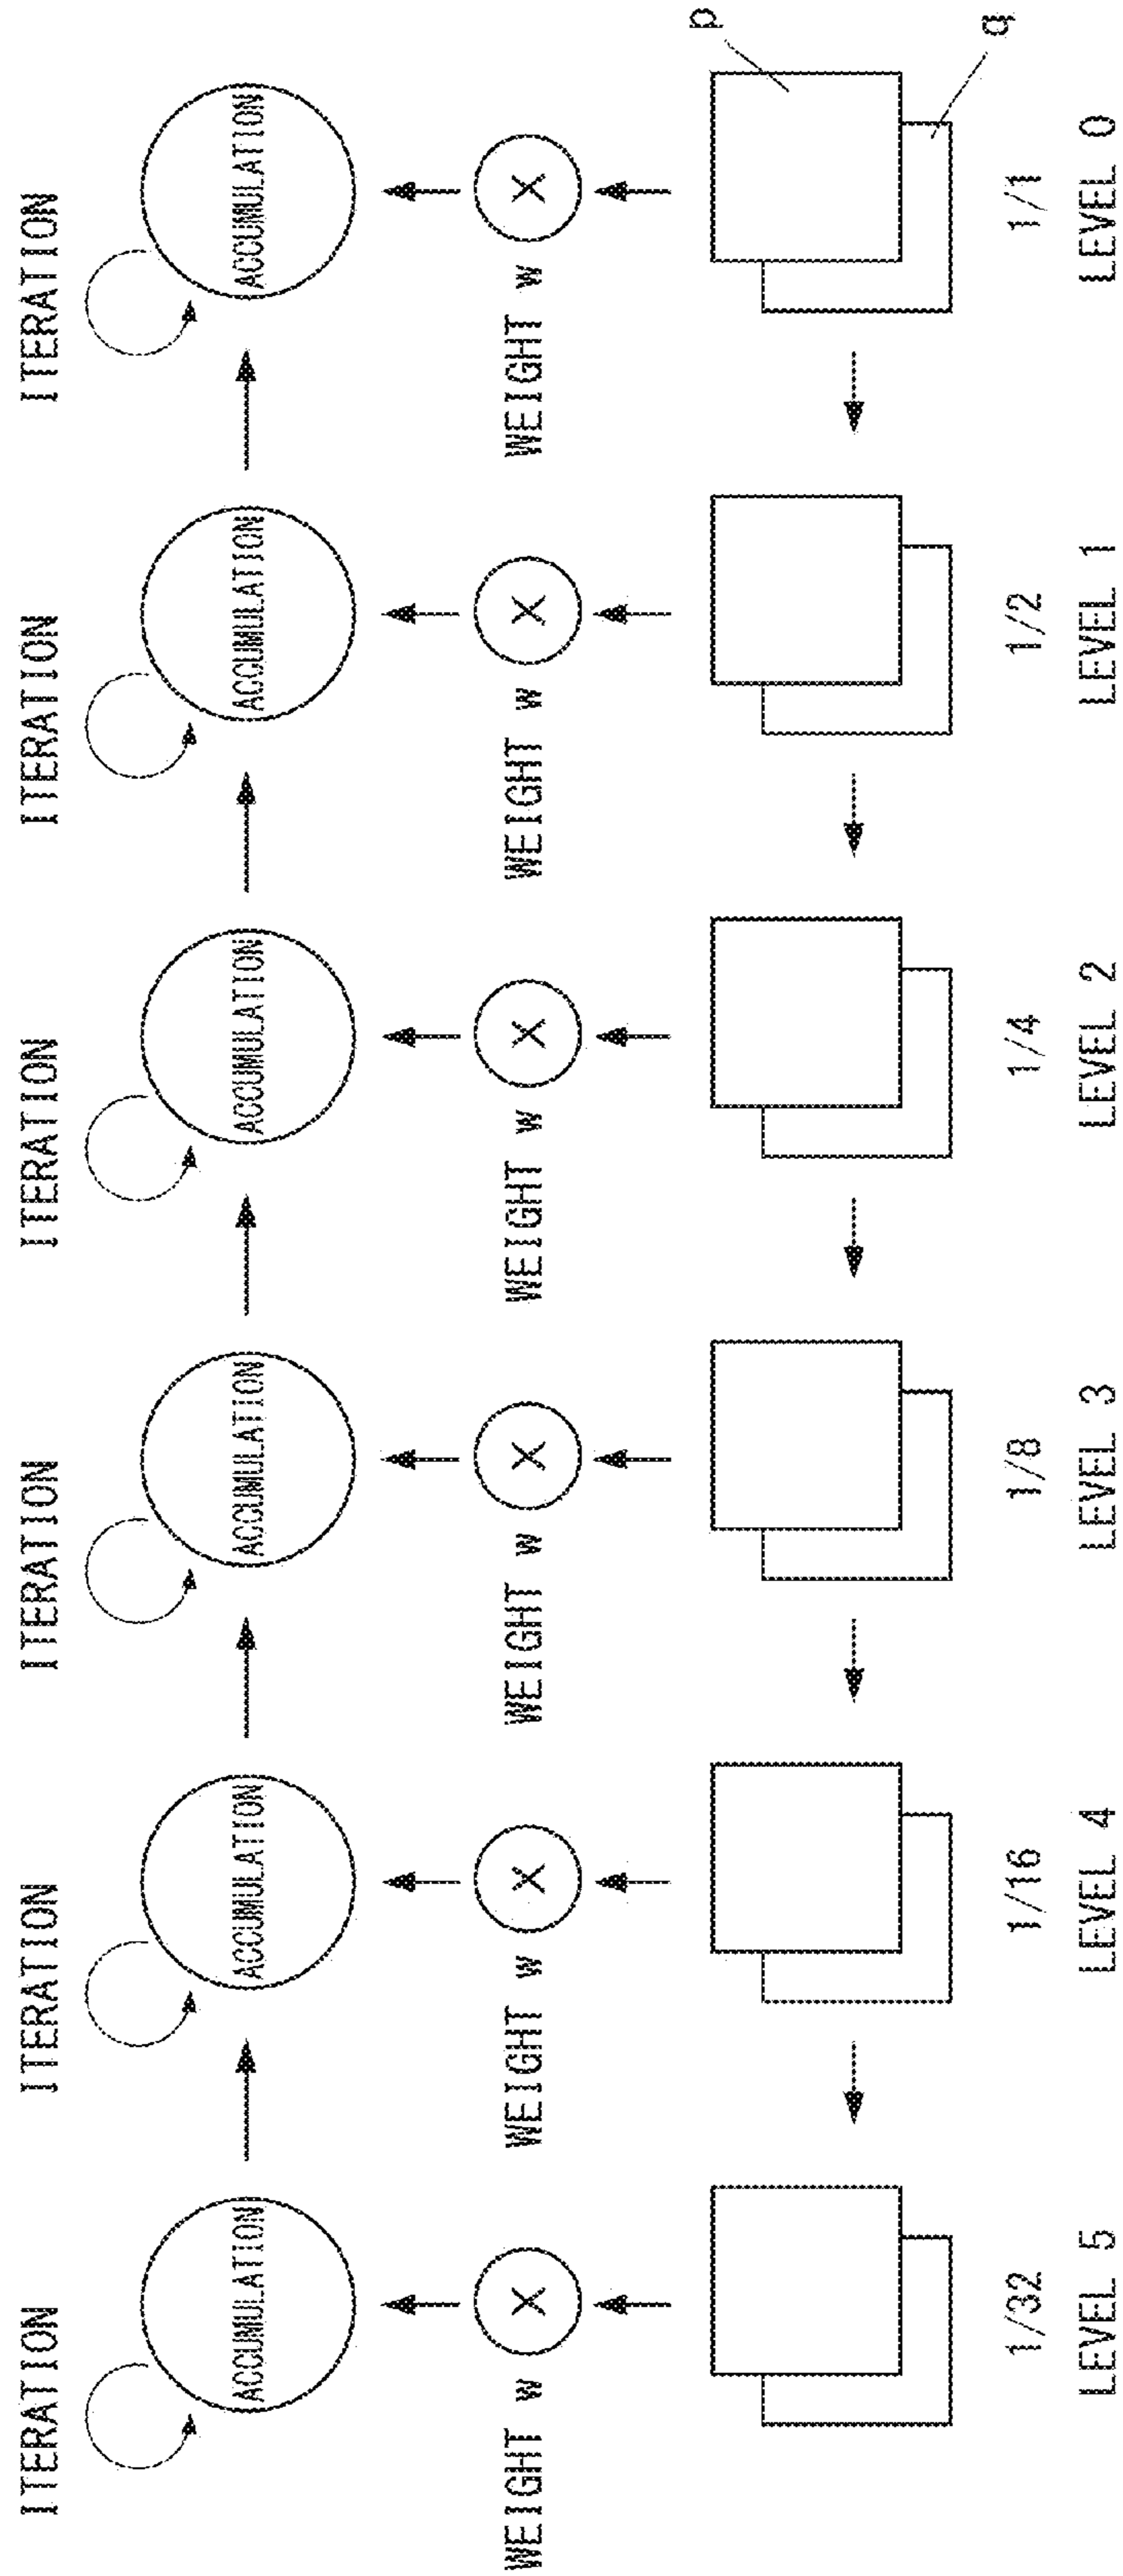 ITERATION ITERATION ITERATION ITERATION ITERATION ITERATION
ACCUMULATION ACCUMULATION ACCUMULATION ACCUMULATION ACCUMULATION ACCUMULATION
WEIGHT w X WEIGHT w X WEIGHT w X WEIGHT w X WEIGHT w X WEIGHT w X
p
q
1/32 1/16 1/8 1/4 1/2 1/1
LEVEL 5 LEVEL 4 LEVEL 3 LEVEL 2 LEVEL 1 LEVEL 0